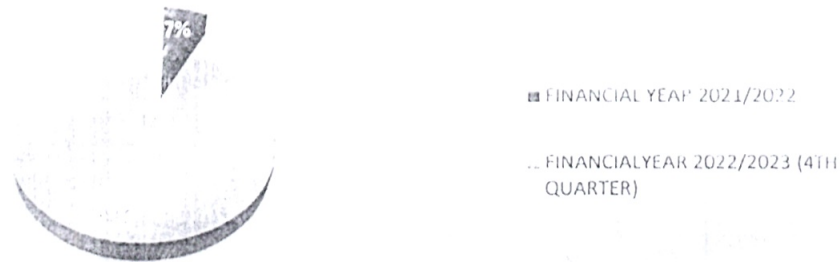 7%
FINANCIAL YEAR 2021/2022
FINANCIALYEAR 2022/2023 (4TH
QUARTER)